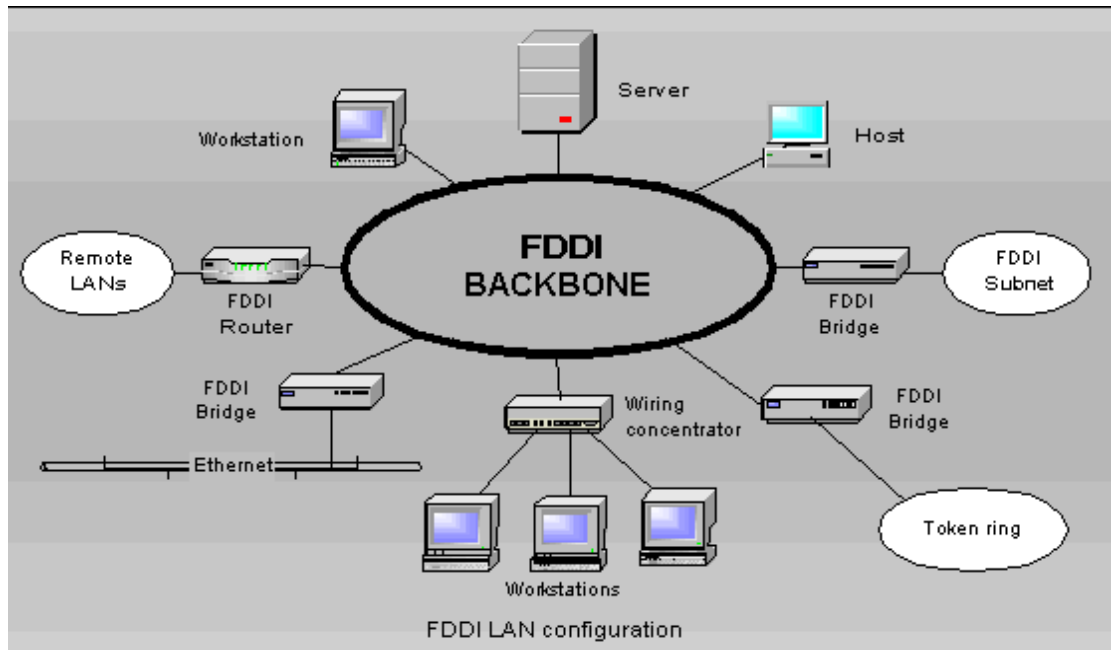 Server
Workstation
Host
FDDI
BACKBONE
Remote
LANs
FDDI
Router
FDDI
Bridge
FDDI
Subnet
FDDI
Bridge
Wiring
concentrator
FDDI
Bridge
Ethernet
Token ring
Workstations
FDDI LAN configuration